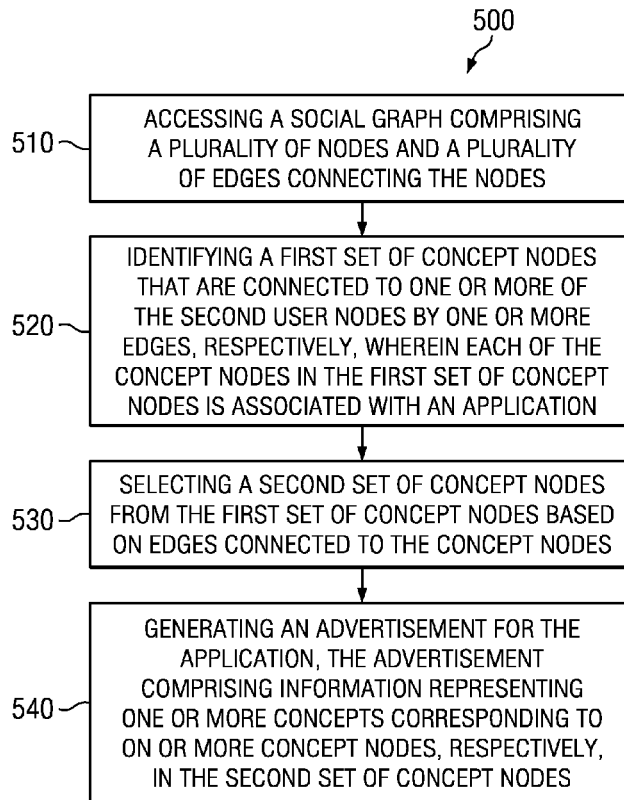 500
510
ACCESSING A SOCIAL GRAPH COMPRISING
A PLURALITY OF NODES AND A PLURALITY
OF EDGES CONNECTING THE NODES
520
IDENTIFYING A FIRST SET OF CONCEPT NODES
THAT ARE CONNECTED TO ONE OR MORE OF
THE SECOND USER NODES BY ONE OR MORE
EDGES, RESPECTIVELY, WHEREIN EACH OF THE
CONCEPT NODES IN THE FIRST SET OF CONCEPT
NODES IS ASSOCIATED WITH AN APPLICATION
530
SELECTING A SECOND SET OF CONCEPT NODES
FROM THE FIRST SET OF CONCEPT NODES BASED
ON EDGES CONNECTED TO THE CONCEPT NODES
540
GENERATING AN ADVERTISEMENT FOR THE
APPLICATION, THE ADVERTISEMENT
COMPRISING INFORMATION REPRESENTING
ONE OR MORE CONCEPTS CORRESPONDING TO
ON OR MORE CONCEPT NODES, RESPECTIVELY,
IN THE SECOND SET OF CONCEPT NODES